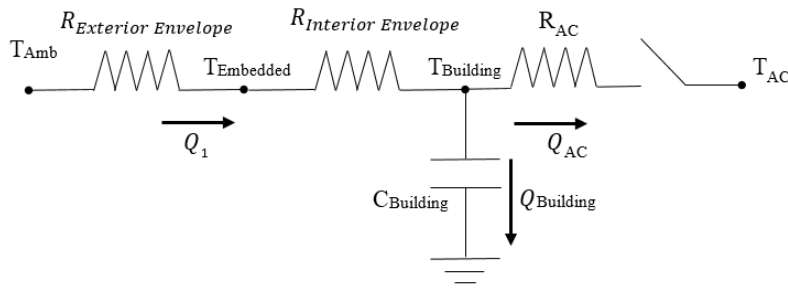 R_Exterior Envelope
R_Interior Envelope
R_AC
T_Amb
T_Embedded
T_Building
T_AC
Q_1
Q_AC
C_Building
Q_Building